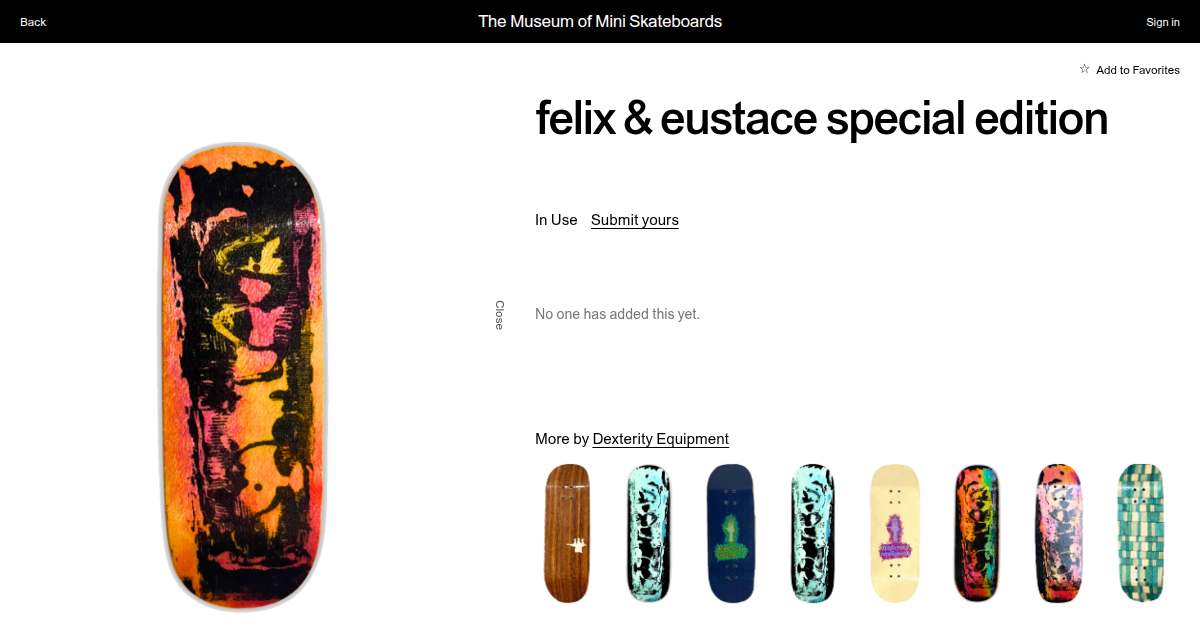 Back
The Museum of Mini Skateboards
Sign in
☆ Add to Favorites
felix & eustace special edition
In Use Submit yours
Close
No one has added this yet.
More by Dexterity Equipment